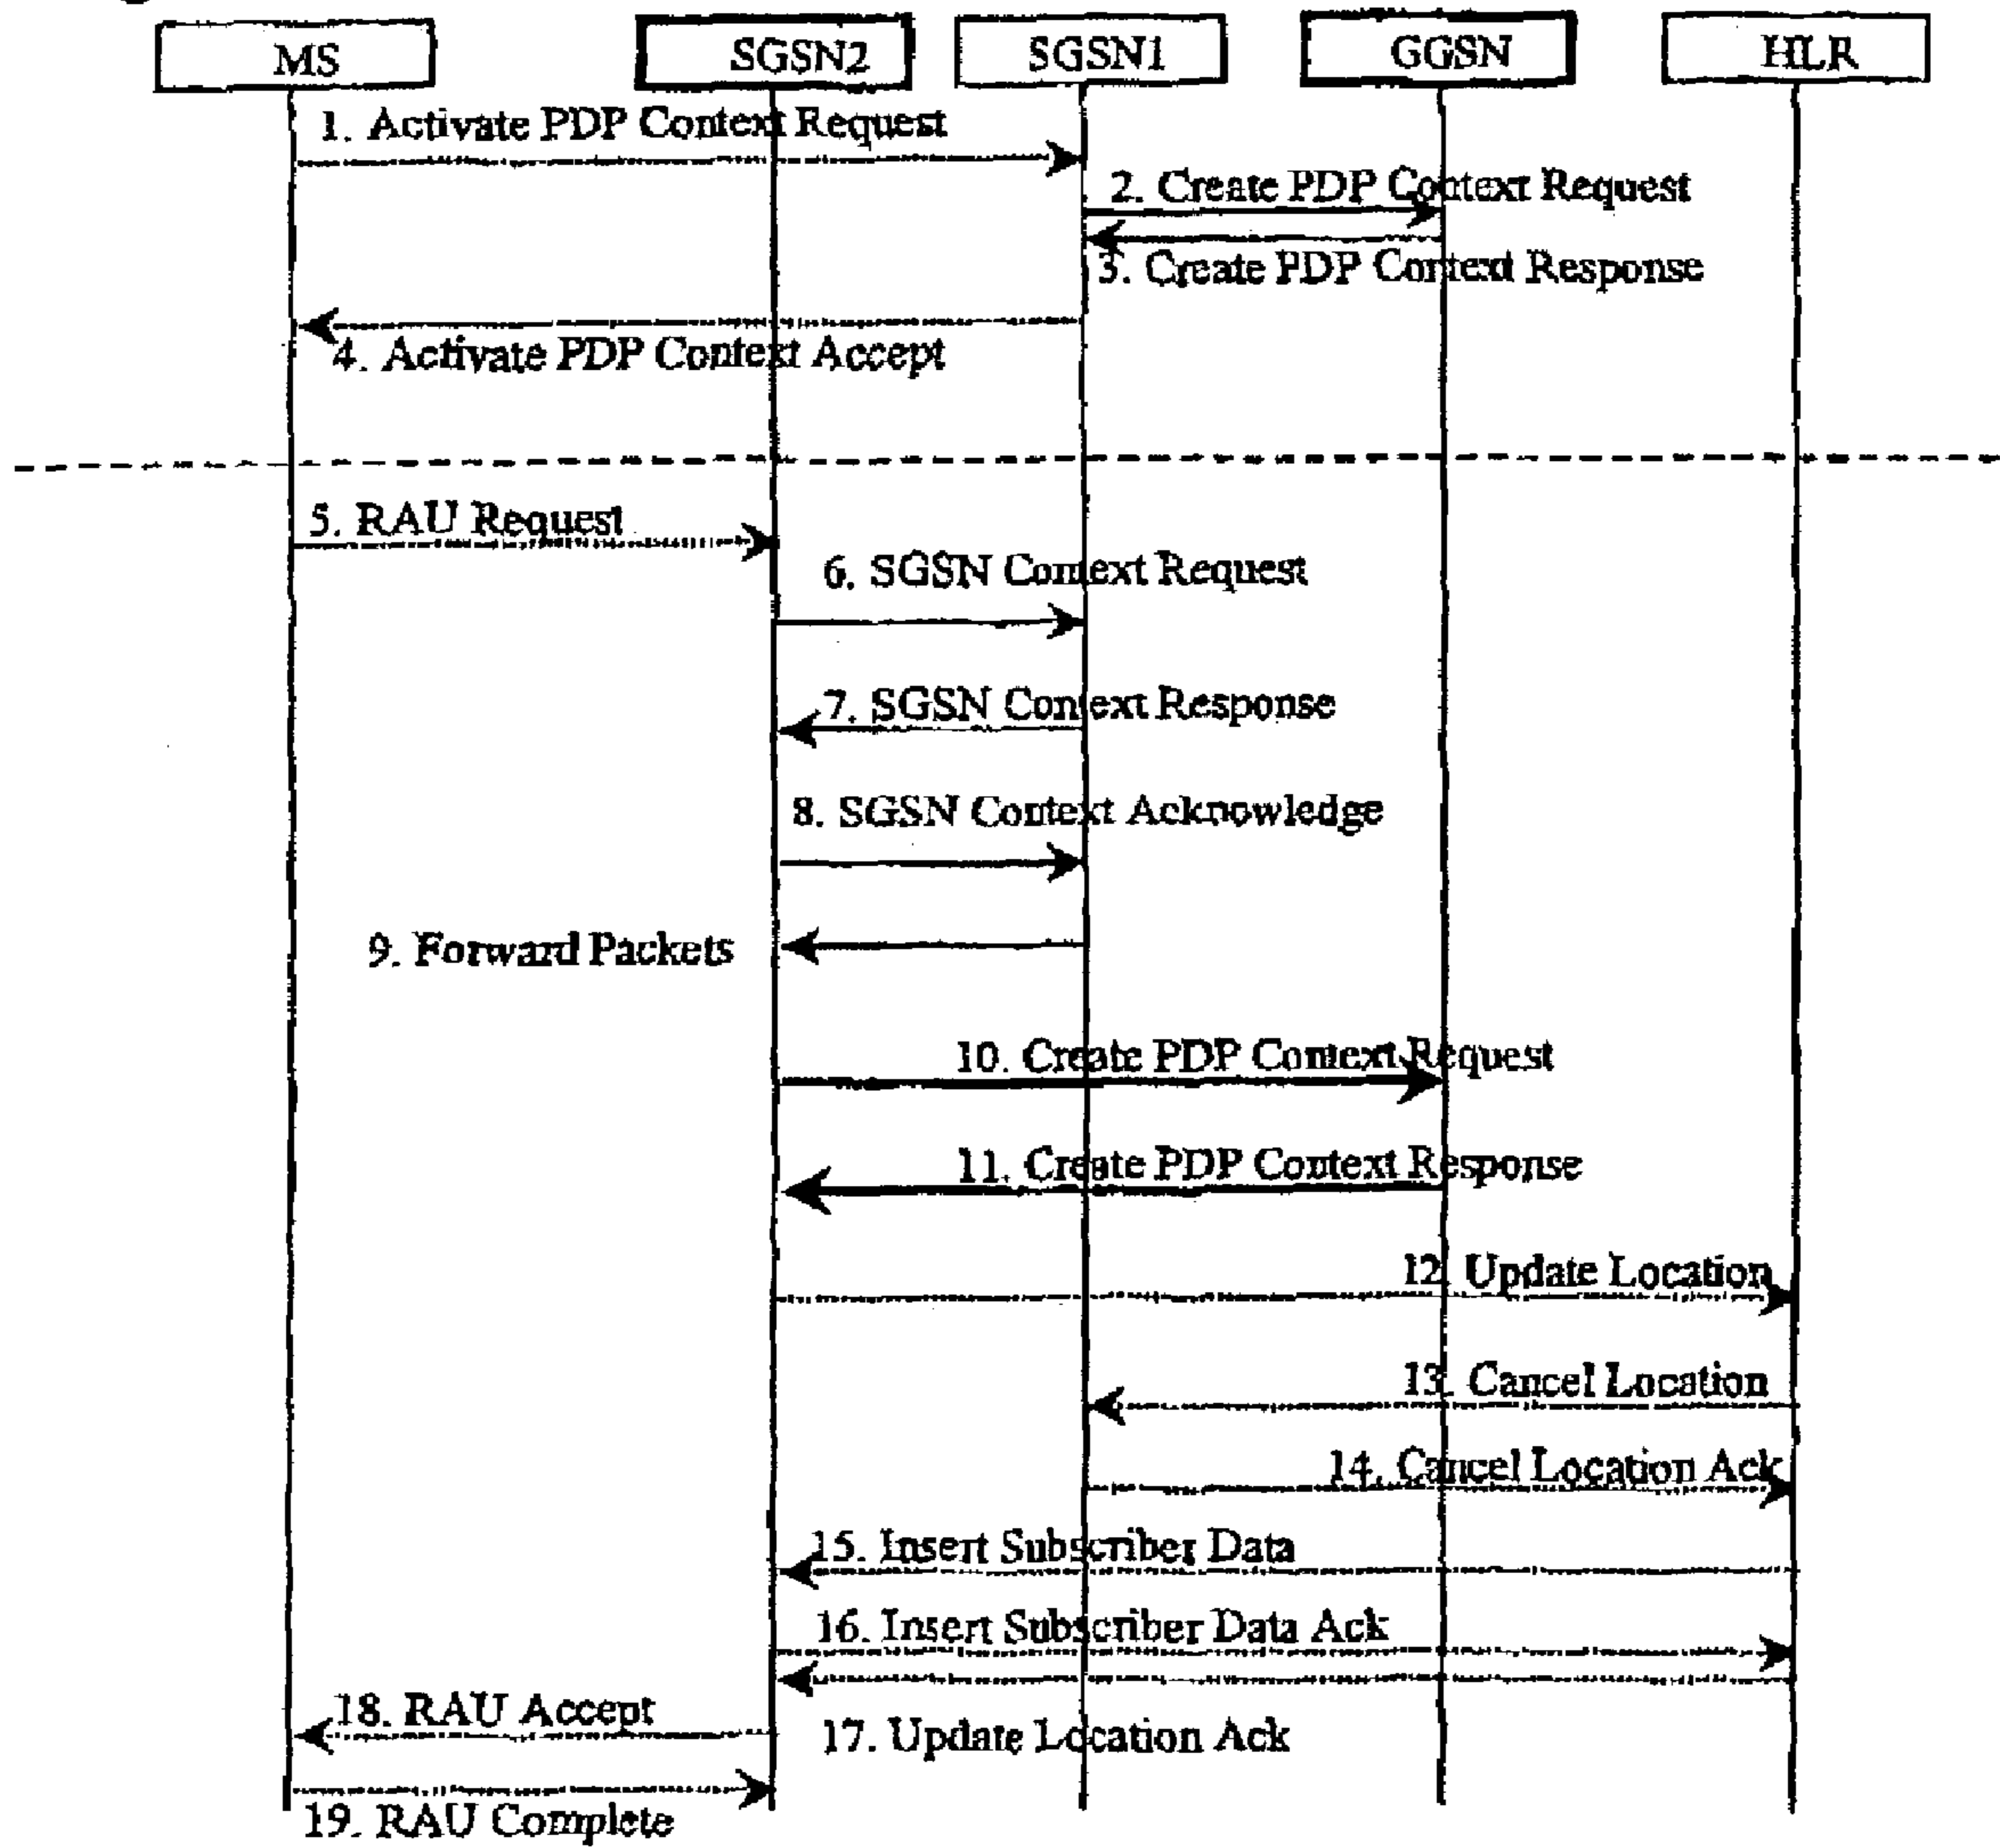 MS
SGSN2
SGSN1
GGSN
HLR
1. Activate PDP Context Request
2. Create PDP Context Request
3. Create PDP Context Response
4. Activate PDP Context Accept
5. RAU Request
6. SGSN Context Request
7. SGSN Context Response
8. SGSN Context Acknowledge
9. Forward Packets
10. Create PDP Context Request
11. Create PDP Context Response
12. Update Location
13. Cancel Location
14. Cancel Location Ack
15. Insert Subscriber Data
16. Insert Subscriber Data Ack
18. RAU Accept
17. Update Location Ack
19. RAU Complete